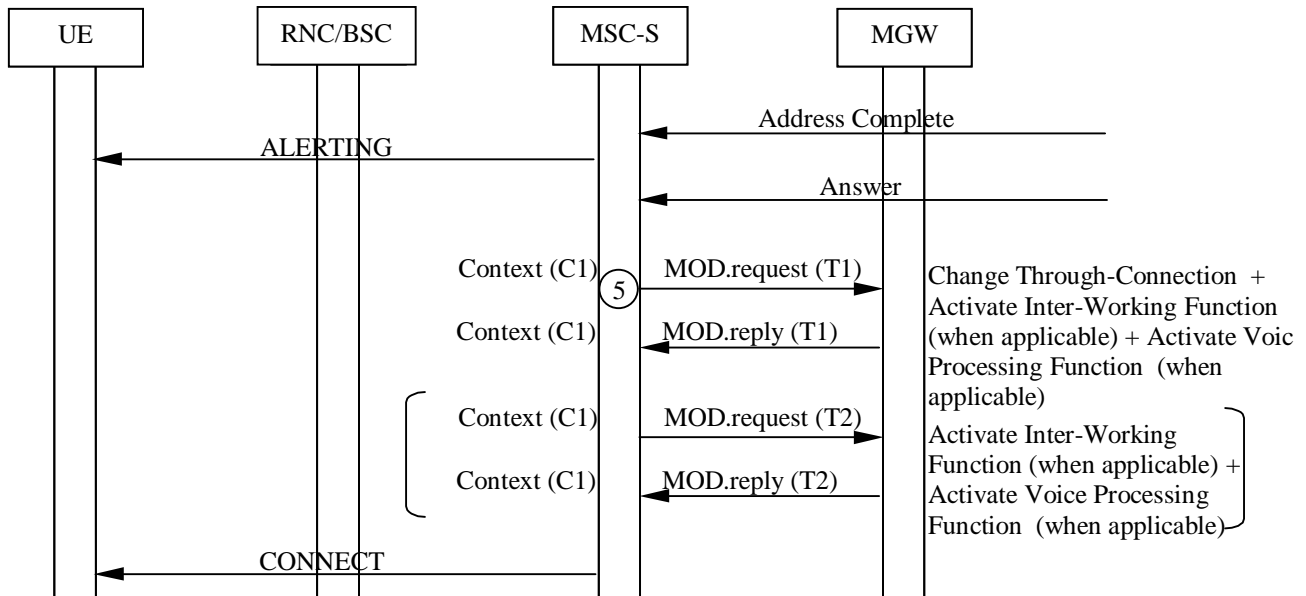 UE
RNC/BSC
MSC-S
MGW
Address Complete
ALERTING
Answer
Context (C1)
5
MOD.request (T1)
Change Through-Connection +
Activate Inter-Working Function
(when applicable) + Activate Voic
Processing Function (when
applicable)
Context (C1)
MOD.reply (T1)
Context (C1)
MOD.request (T2)
Activate Inter-Working
Function (when applicable) +
Activate Voice Processing
Function (when applicable)
Context (C1)
MOD.reply (T2)
CONNECT